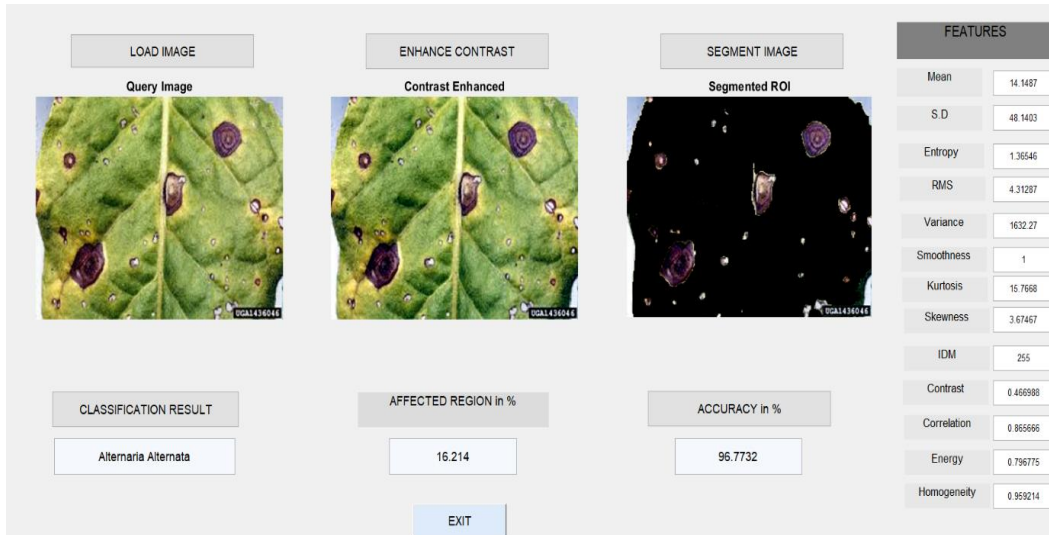 LOAD IMAGE
ENHANCE CONTRAST
SEGMENT IMAGE
Query Image
Contrast Enhanced
Segmented ROI
UGA1436046
UGA1436046
UGA1436046
CLASSIFICATION RESULT
AFFECTED REGION in %
ACCURACY in %
Alternaria Alternata
16.214
96.7732
EXIT
FEATURES
Mean 14.1487
S.D 48.1403
Entropy 1.36546
RMS 4.31287
Variance 1632.27
Smoothness 1
Kurtosis 15.7668
Skewness 3.67467
IDM 255
Contrast 0.466988
Correlation 0.865666
Energy 0.796775
Homogeneity 0.959214